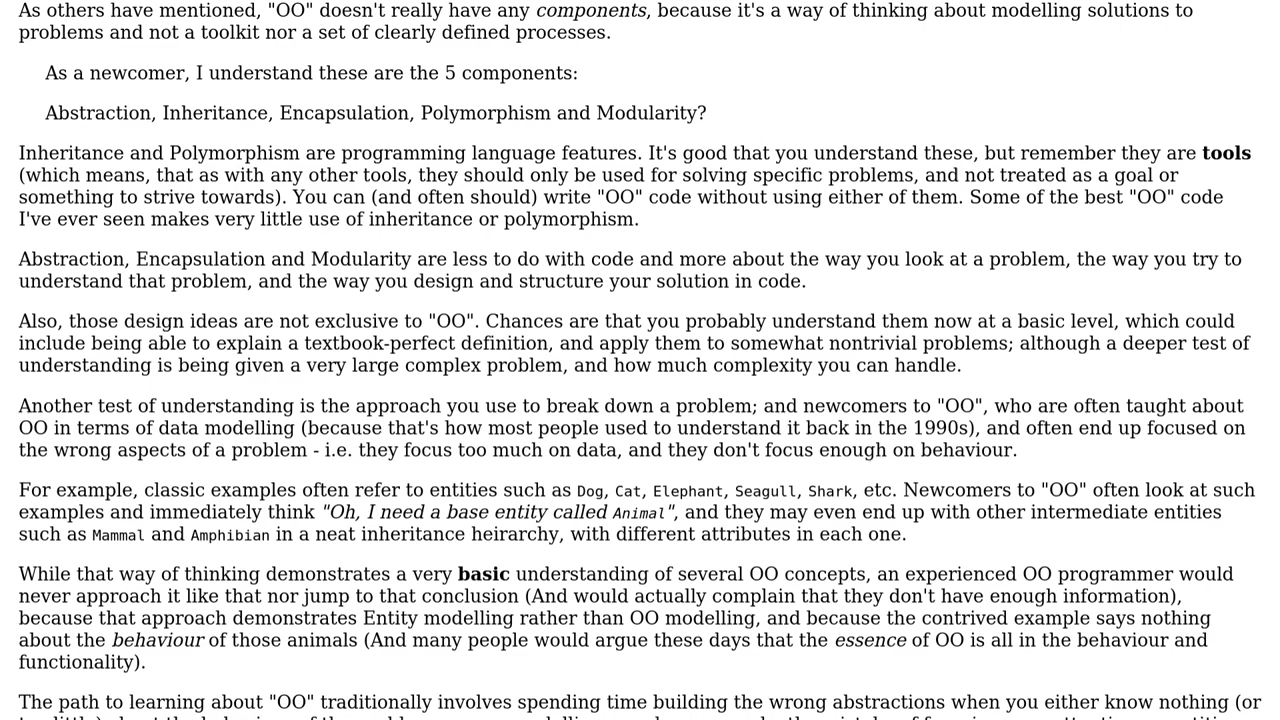 As others have mentioned, "OO" doesn't really have any components, because it's a way of thinking about modelling solutions to
problems and not a toolkit nor a set of clearly defined processes.
As a newcomer, I understand these are the 5 components:
Abstraction, Inheritance, Encapsulation, Polymorphism and Modularity?
Inheritance and Polymorphism are programming language features. It's good that you understand these, but remember they are tools
(which means, that as with any other tools, they should only be used for solving specific problems, and not treated as a goal or
something to strive towards). You can (and often should) write "OO" code without using either of them. Some of the best "OO" code
I've ever seen makes very little use of inheritance or polymorphism.
Abstraction, Encapsulation and Modularity are less to do with code and more about the way you look at a problem, the way you try to
understand that problem, and the way you design and structure your solution in code.
Also, those design ideas are not exclusive to "OO". Chances are that you probably understand them now at a basic level, which could
include being able to explain a textbook-perfect definition, and apply them to somewhat nontrivial problems; although a deeper test of
understanding is being given a very large complex problem, and how much complexity you can handle.
Another test of understanding is the approach you use to break down a problem; and newcomers to "OO", who are often taught about
OO in terms of data modelling (because that's how most people used to understand it back in the 1990s), and often end up focused on
the wrong aspects of a problem - i.e. they focus too much on data, and they don't focus enough on behaviour.
For example, classic examples often refer to entities such as Dog, Cat, Elephant, Seagull, Shark, etc. Newcomers to "OO" often look at such
examples and immediately think "Oh, I need a base entity called Animal", and they may even end up with other intermediate entities
such as Mammal and Amphibian in a neat inheritance heirarchy, with different attributes in each one.
While that way of thinking demonstrates a very basic understanding of several OO concepts, an experienced OO programmer would
never approach it like that nor jump to that conclusion (And would actually complain that they don't have enough information),
because that approach demonstrates Entity modelling rather than OO modelling, and because the contrived example says nothing
about the behaviour of those animals (And many people would argue these days that the essence of OO is all in the behaviour and
functionality).
The path to learning about "OO" traditionally involves spending time building the wrong abstractions when you either know nothing (or